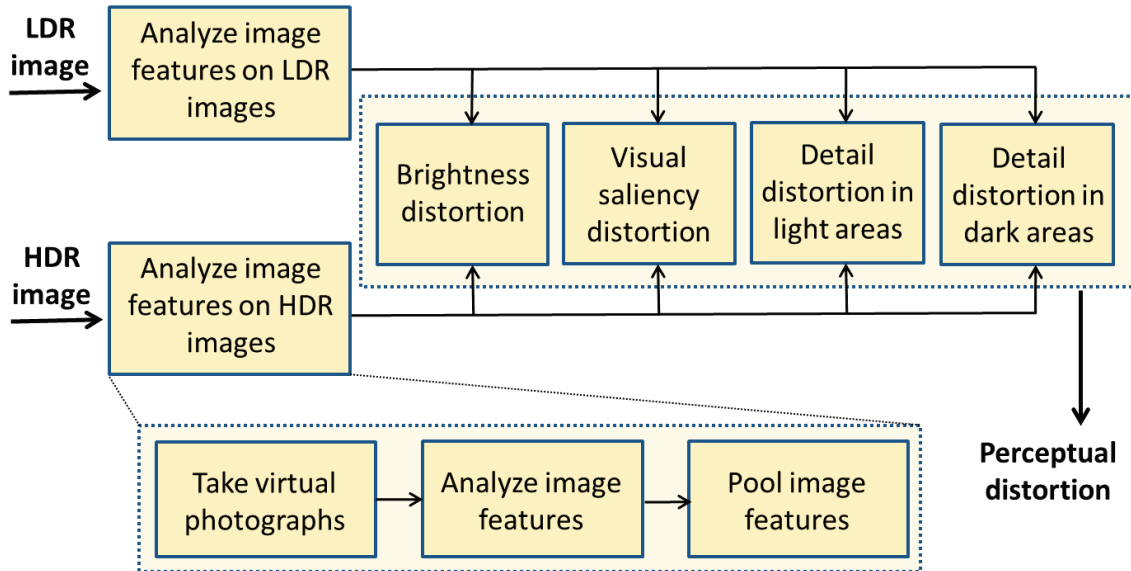 LDR
image
Analyze image
features on LDR
images
Brightness
distortion
Visual
saliency
distortion
Detail
distortion in
light areas
Detail
distortion in
dark areas
HDR
image
Analyze image
features on HDR
images
Take virtual
photographs
Analyze image
features
Pool image
features
Perceptual
distortion